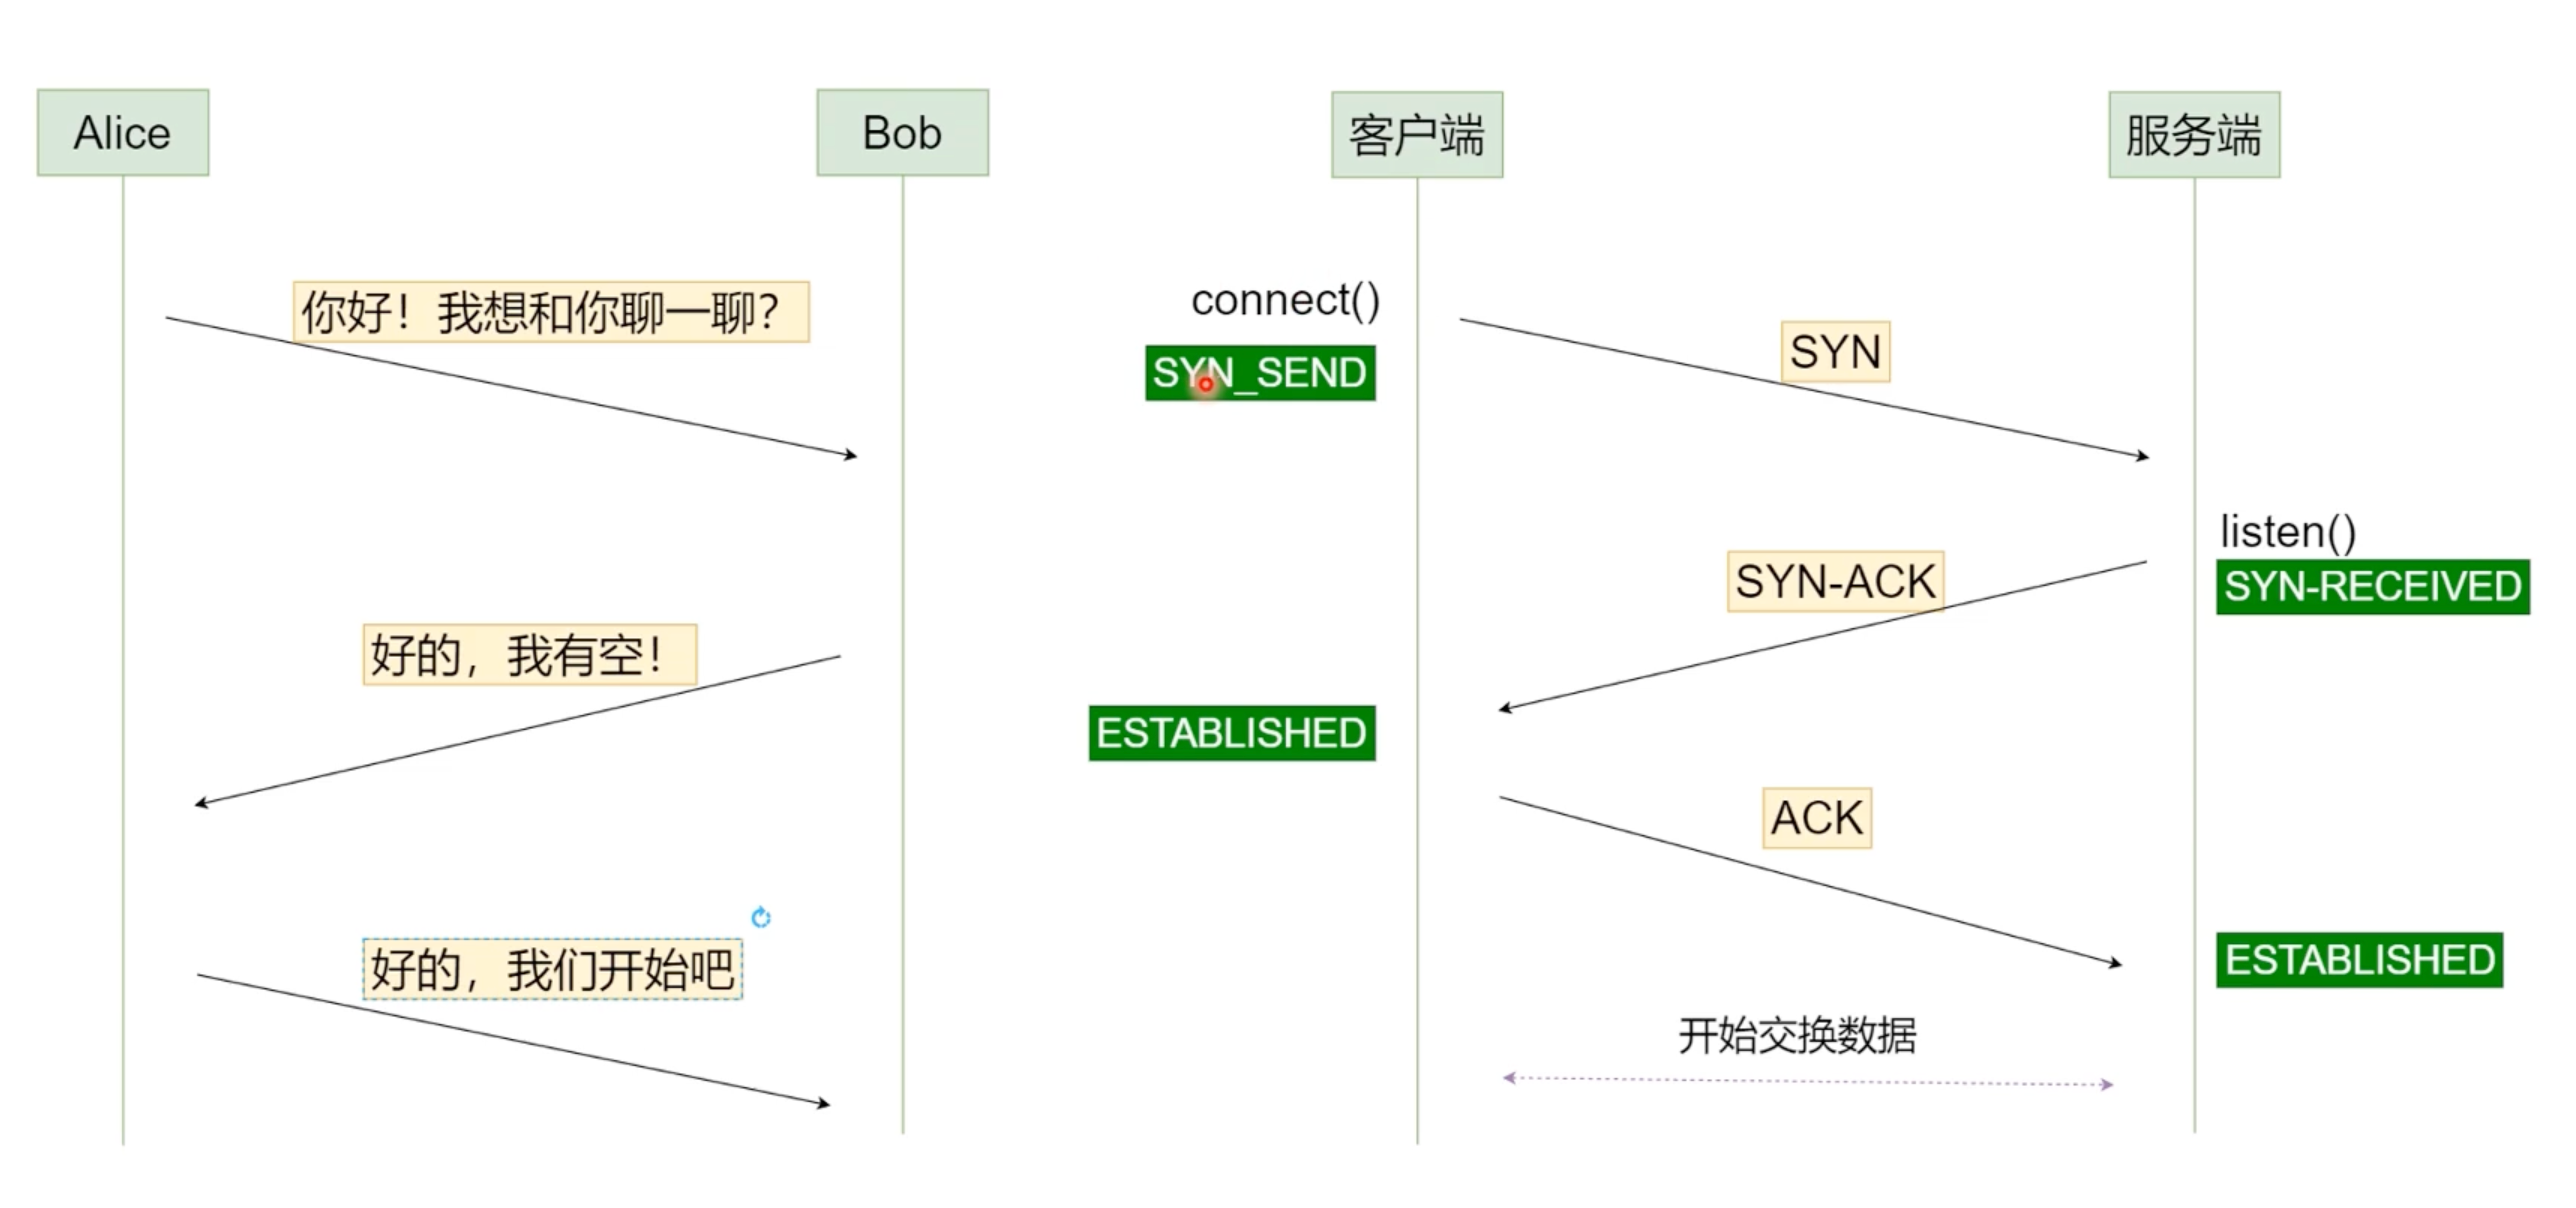 Alice
Bob
你好！我想和你聊一聊？
好的，我有空！
好的，我们开始吧
客户端
服务端
connect()
SYN_SEND
SYN
listen()
SYN-RECEIVED
SYN-ACK
ESTABLISHED
ACK
ESTABLISHED
开始交换数据